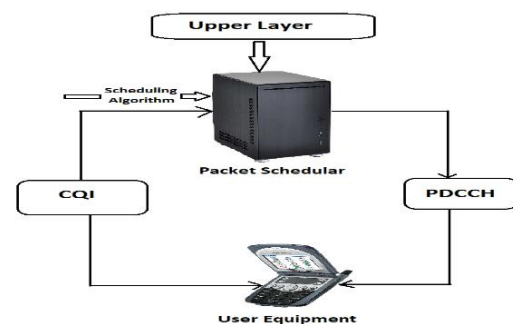 Upper Layer
Scheduling
Algorithm
Packet Schedular
CQI
PDCCH
User Equipment